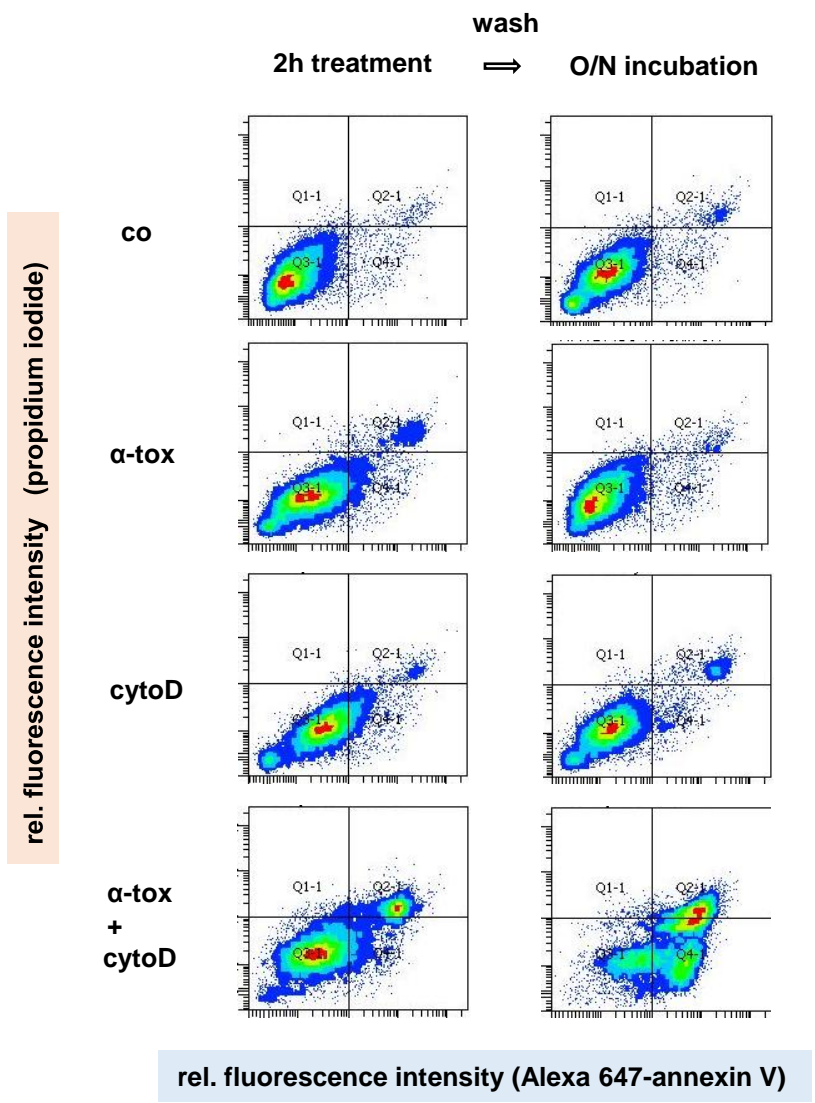 wash
2h treatment ⇒ O/N incubation
rel. fluorescence intensity (propidium iodide)
co
Q1-1 Q2-1
Q3-1 Q4-1
Q1-1 Q2-1
Q3-1 Q4-1
α-tox
Q1-1 Q2-1
Q3-1 Q4-1
Q1-1 Q2-1
Q3-1 Q4-1
cytoD
Q1-1 Q2-1
Q3-1 Q4-1
Q1-1 Q2-1
Q3-1 Q4-1
α-tox
+
cytoD
Q1-1 Q2-1
Q3-1 Q4-1
Q1-1 Q2-1
Q3-1 Q4-
rel. fluorescence intensity (Alexa 647-annexin V)